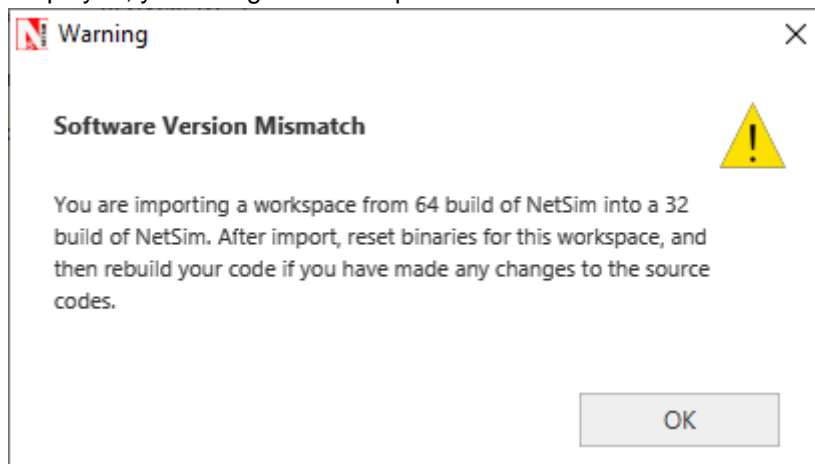 Warning
Software Version Mismatch
You are importing a workspace from 64 build of NetSim into a 32
build of NetSim. After import, reset binaries for this workspace, and
then rebuild your code if you have made any changes to the source
codes.
OK